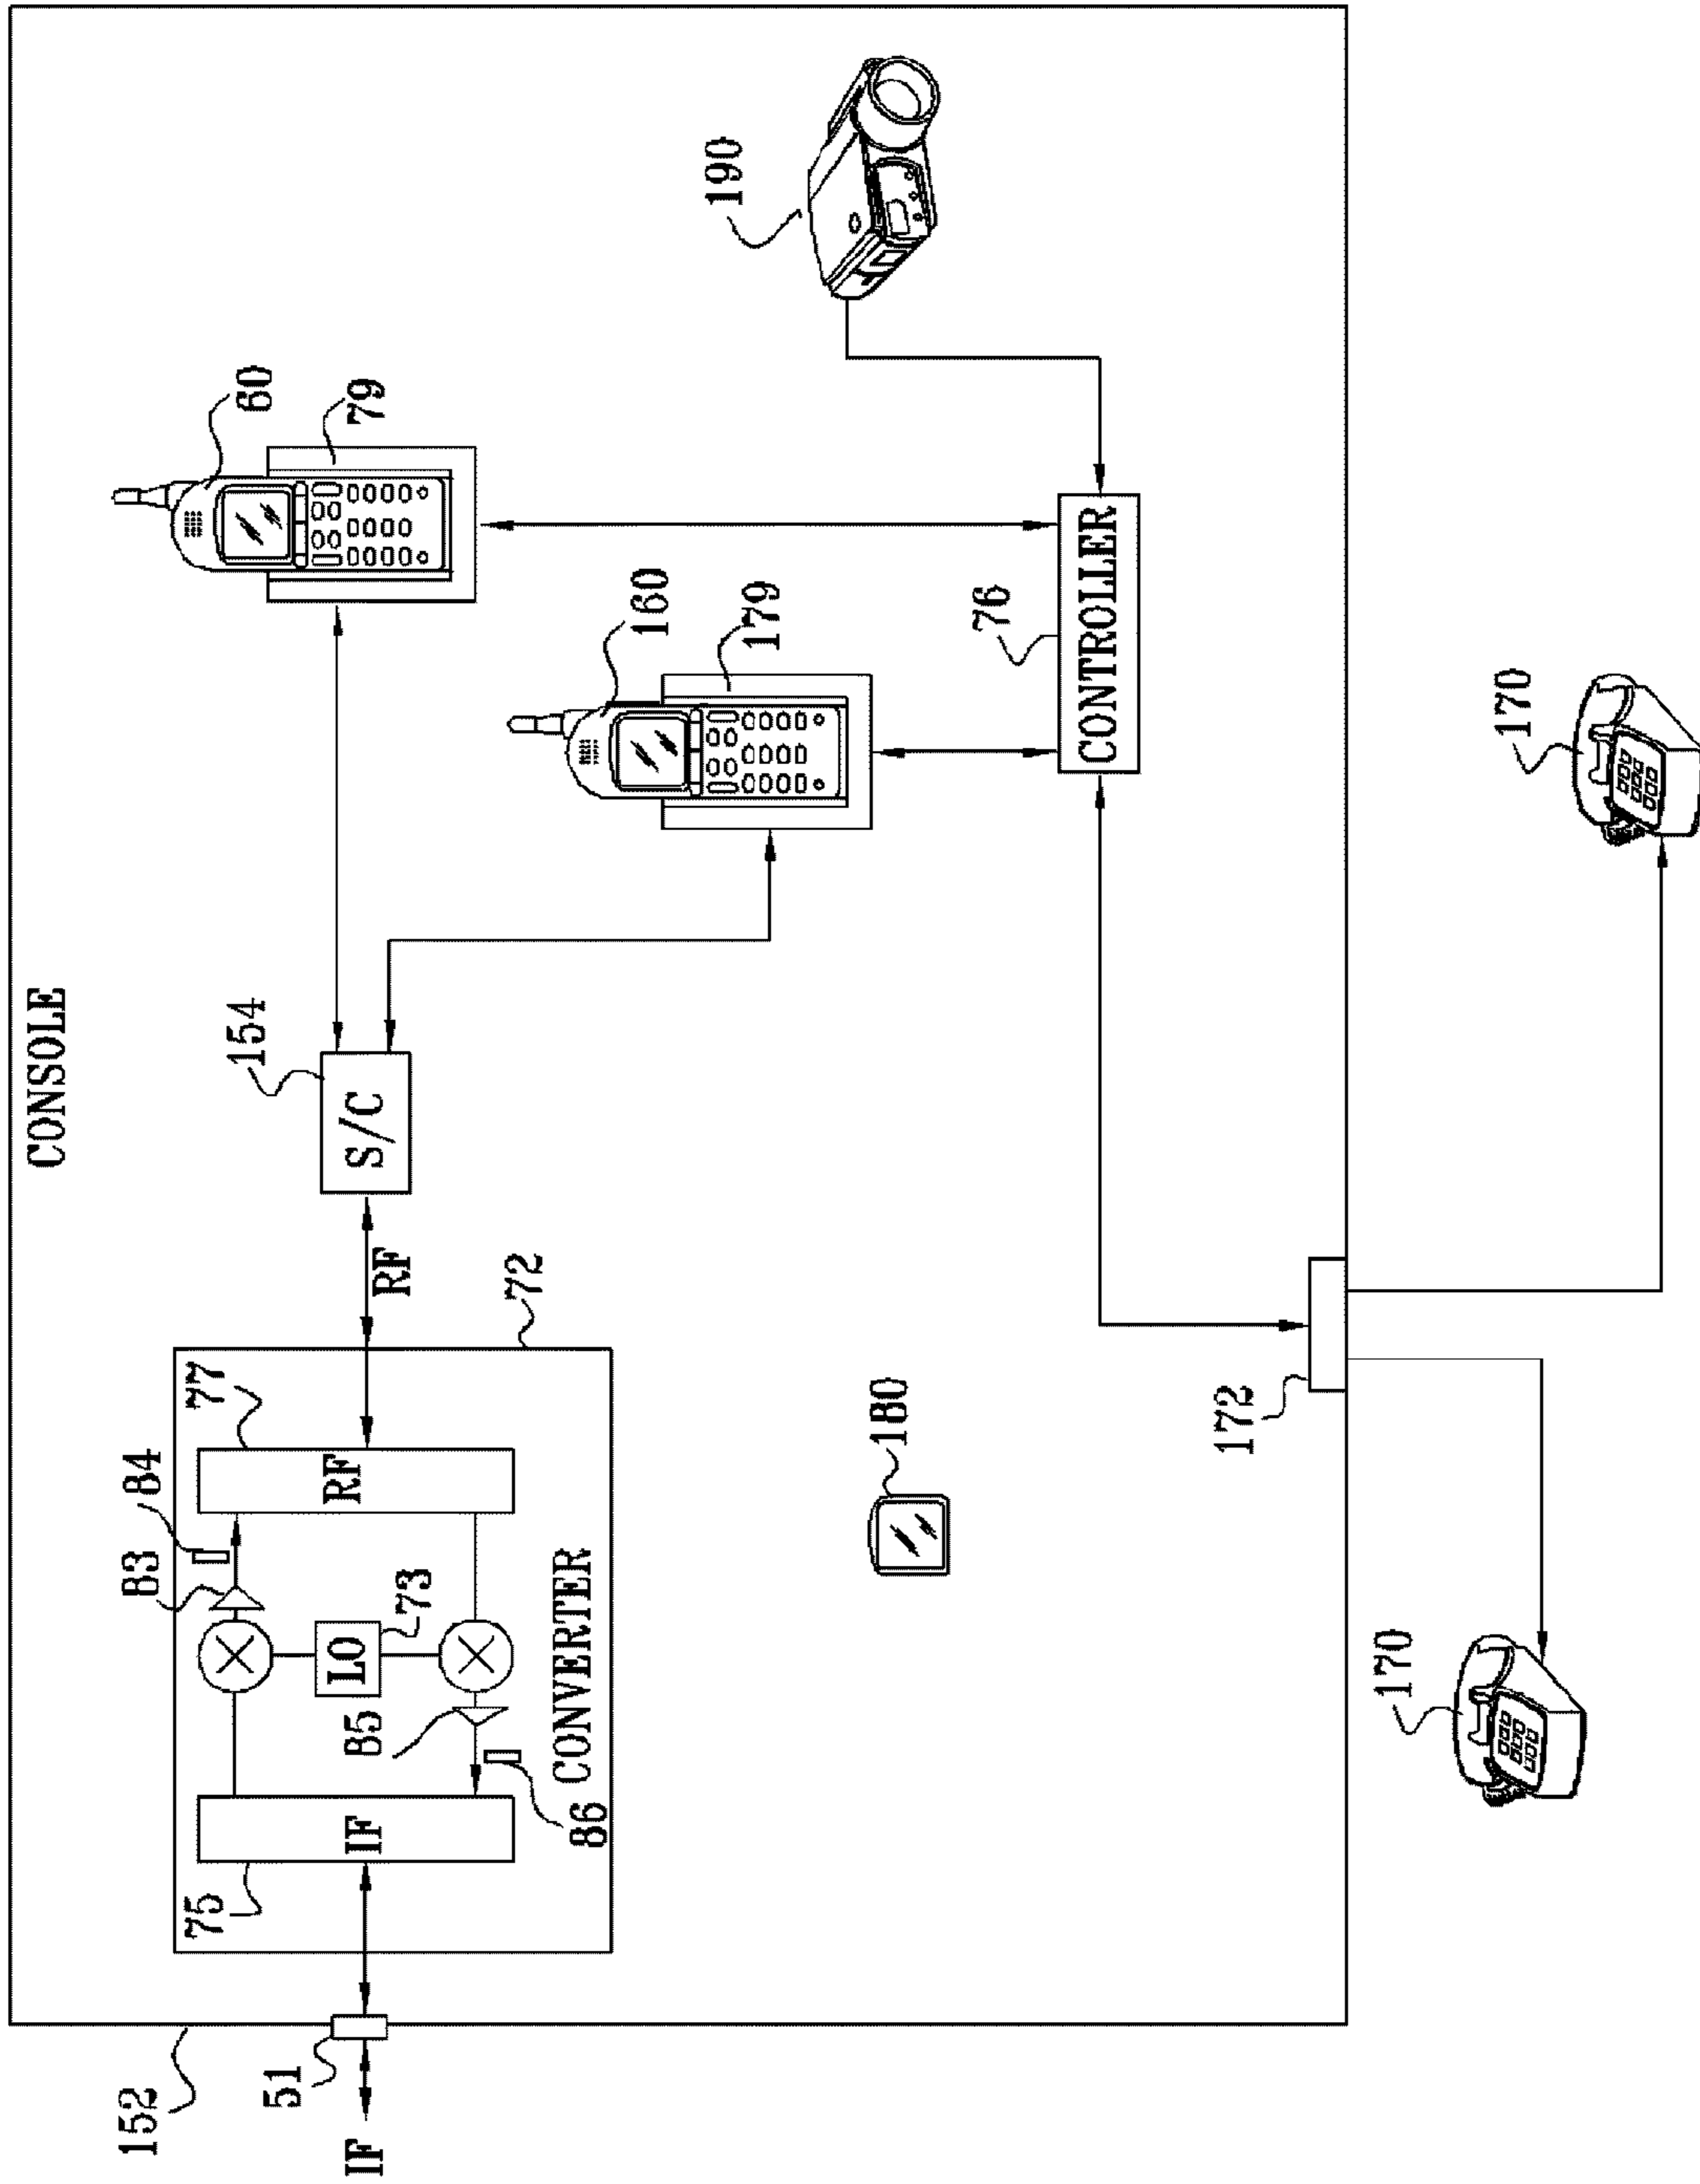 CONSOLE
152
51
IF
75
IF
83
84
77
RF
LO
73
85
86
CONVERTER
72
RF
154
S/C
60
79
160
179
190
76
CONTROLLER
180
172
170
170